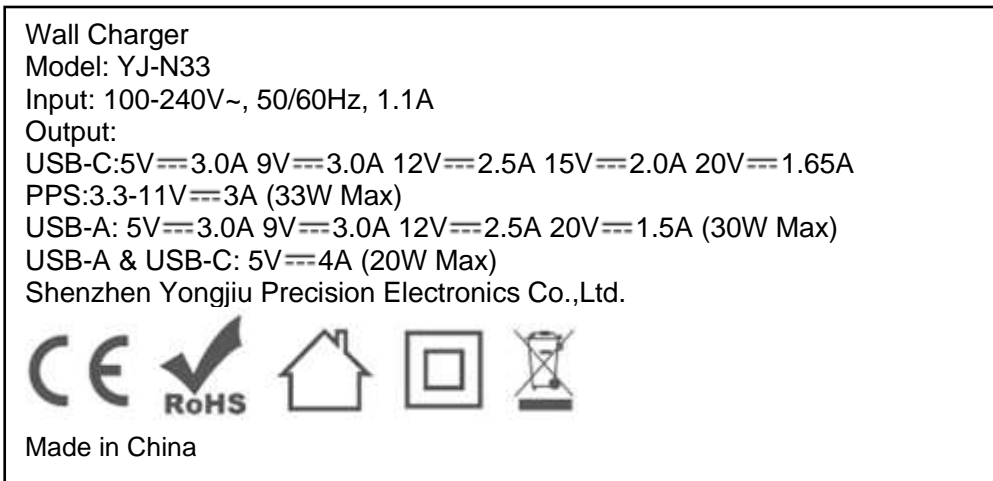 Wall Charger
Model: YJ-N33
Input: 100-240V~, 50/60Hz, 1.1A
Output:
USB-C:5V⎓3.0A 9V⎓3.0A 12V⎓2.5A 15V⎓2.0A 20V⎓1.65A
PPS:3.3-11V⎓3A (33W Max)
USB-A: 5V⎓3.0A 9V⎓3.0A 12V⎓2.5A 20V⎓1.5A (30W Max)
USB-A & USB-C: 5V⎓4A (20W Max)
Shenzhen Yongjiu Precision Electronics Co.,Ltd.
CE RoHS
Made in China